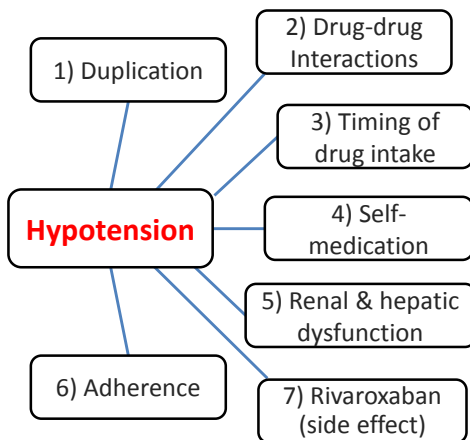 1) Duplication
2) Drug-drug
Interactions
3) Timing of
drug intake
Hypotension
4) Self-
medication
5) Renal & hepatic
dysfunction
6) Adherence
7) Rivaroxaban
(side effect)